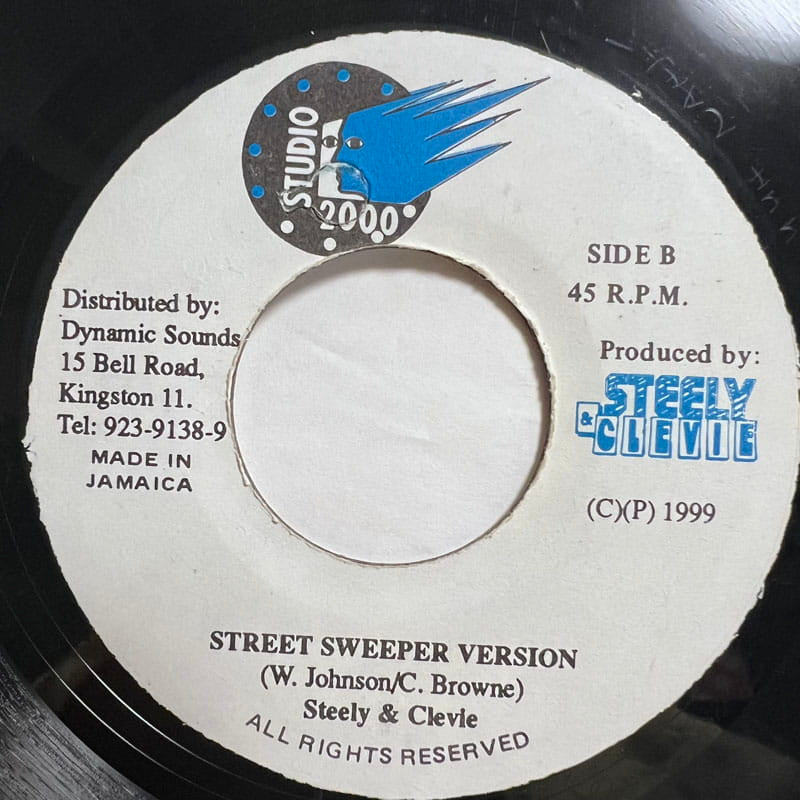 STUDIO
2000
SIDE B
45 R.P.M.
Distributed by:
Dynamic Sounds
15 Bell Road,
Kingston 11.
Tel: 923-9138-9
MADE IN
JAMAICA
Produced by:
STEELY
& CLEVIE
(C)(P) 1999
STREET SWEEPER VERSION
(W. Johnson/C. Browne)
Steely & Clevie
ALL RIGHTS RESERVED